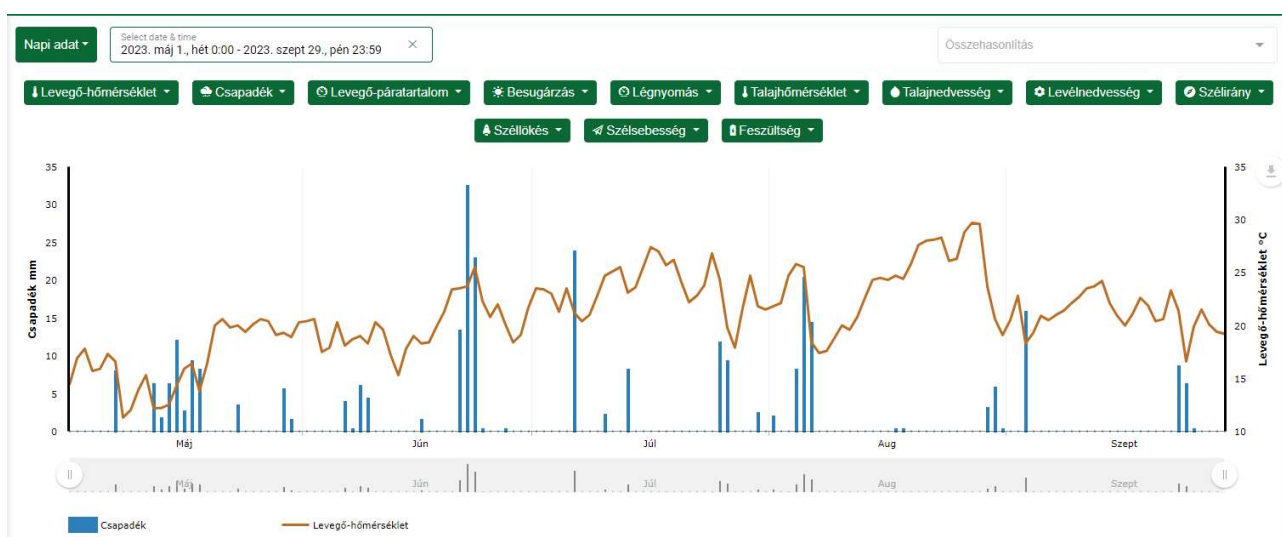 Napi adat
Select date & time
2023. máj 1., hét 0:00 - 2023. szept 29., pén 23:59
Összehasonlítás
Levegő-hőmérséklet Csapadék Levegő-páratartalom Besugárzás Légnyomás Talajhőmérséklet Talajnedvesség Levélnedvesség Szélirány
Széllökés Szélsebesség Feszültség
35 35
30 30
25 25
20 20
15 15
10 10
5
0
Csapadék mm
Levegő-hőmérséklet °C
Máj Jún Júl Aug Szept
Máj Jún Júl Aug Szept
Csapadék Levegő-hőmérséklet